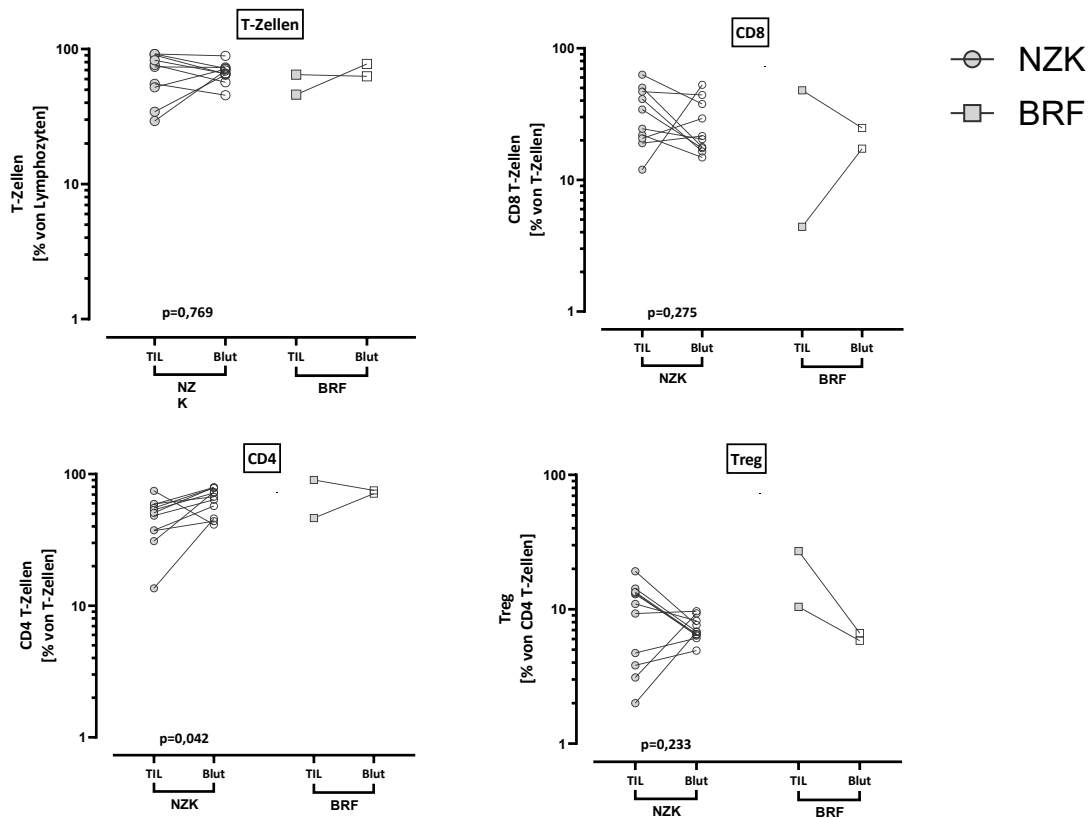 T-Zellen
T-Zellen
[% von Lymphozyten]
100
10
1
p=0,769
TIL
Blut
TIL
Blut
NZ
K
BRF
CD8
CD8 T-Zellen
[% von T-Zellen]
100
10
1
p=0,275
TIL
Blut
TIL
Blut
NZK
BRF
NZK
BRF
CD4
CD4 T-Zellen
[% von T-Zellen]
100
10
1
p=0,042
TIL
Blut
TIL
Blut
NZK
BRF
Treg
Treg
[% von CD4 T-Zellen]
100
10
1
p=0,233
TIL
Blut
TIL
Blut
NZK
BRF